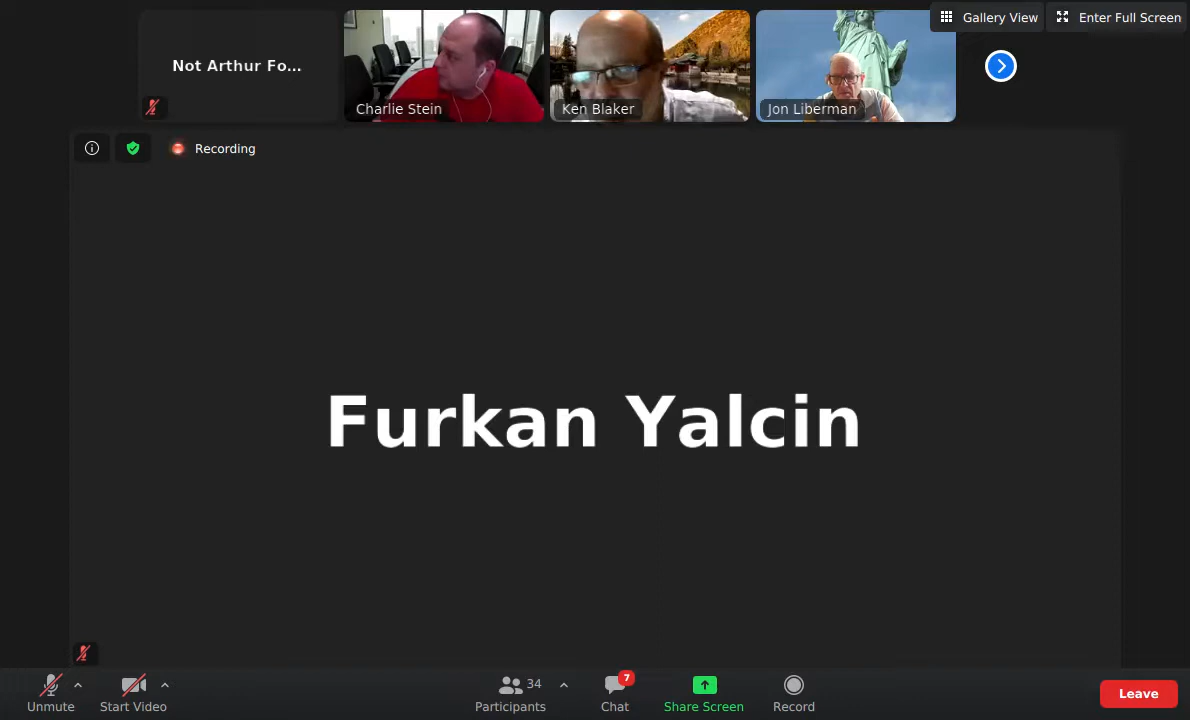 Not Arthur Fo...
Charlie Stein
Ken Blaker
Jon Liberman
Gallery View
Enter Full Screen
Recording
Furkan Yalcin
Unmute
Start Video
34
Participants
7
Chat
Share Screen
Record
Leave